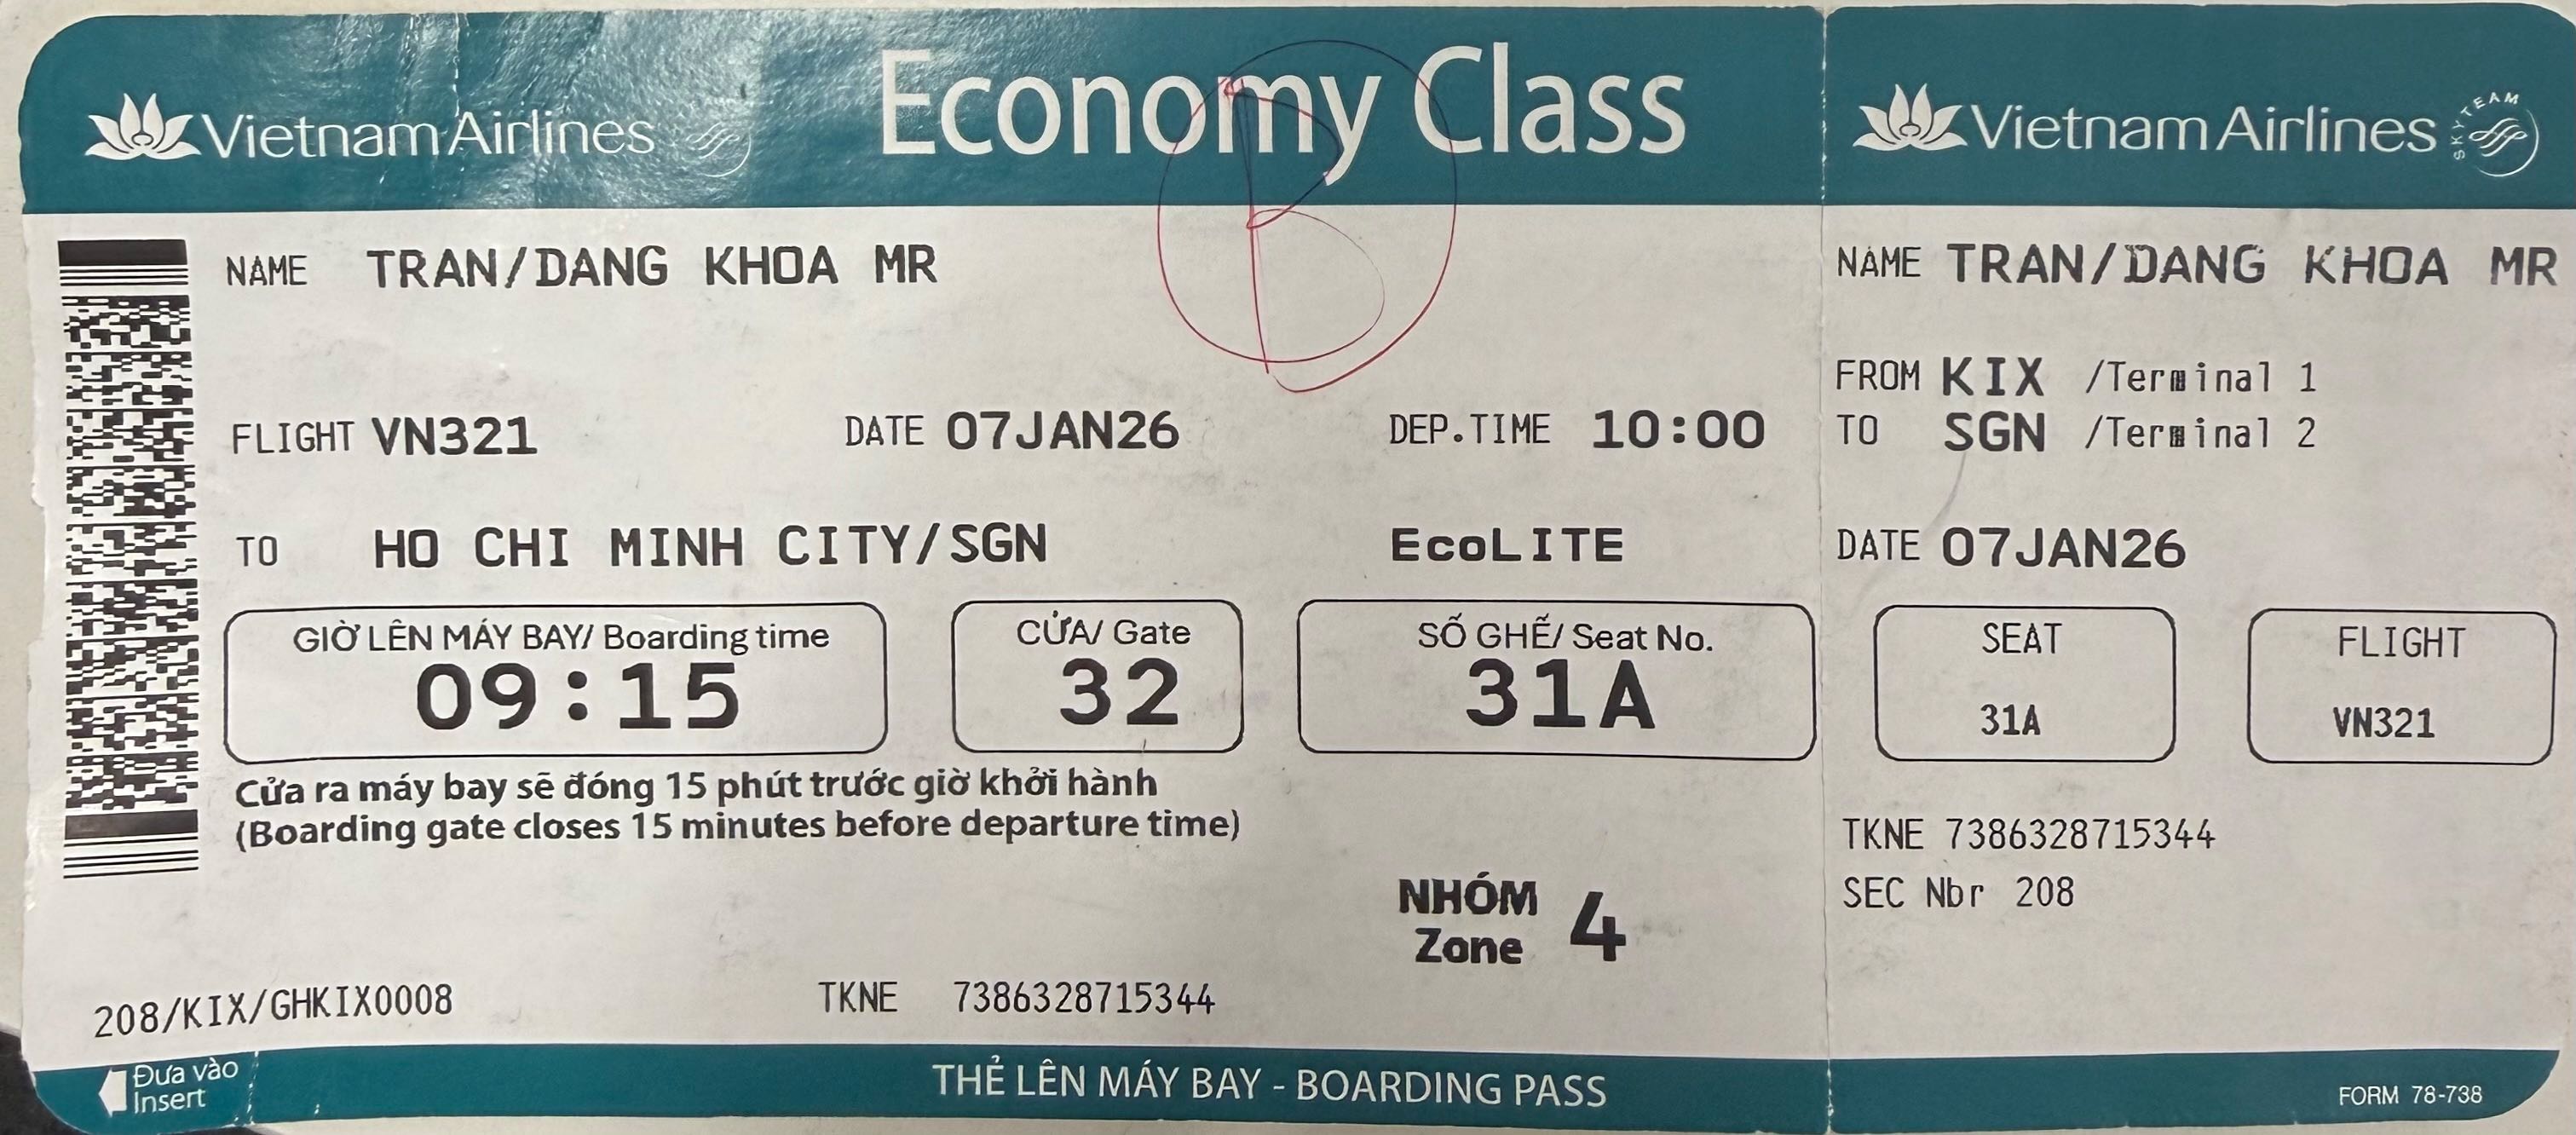 Vietnam Airlines
Economy Class
Vietnam Airlines
SKYTEAM
B
NAME TRAN/DANG KHOA MR
FLIGHT VN321 DATE 07JAN26 DEP.TIME 10:00
TO HO CHI MINH CITY/SGN EcoLITE
GIỜ LÊN MÁY BAY/ Boarding time
09:15
CỬA/ Gate
32
SỐ GHẾ/ Seat No.
31A
Cửa ra máy bay sẽ đóng 15 phút trước giờ khởi hành
(Boarding gate closes 15 minutes before departure time)
NHÓM
Zone
4
208/KIX/GHKIX0008 TKNE 7386328715344
Đưa vào
Insert
THẺ LÊN MÁY BAY - BOARDING PASS
NAME TRAN/DANG KHOA MR
FROM KIX /Terminal 1
TO SGN /Terminal 2
DATE 07JAN26
SEAT
31A
FLIGHT
VN321
TKNE 7386328715344
SEC Nbr 208
FORM 78-738